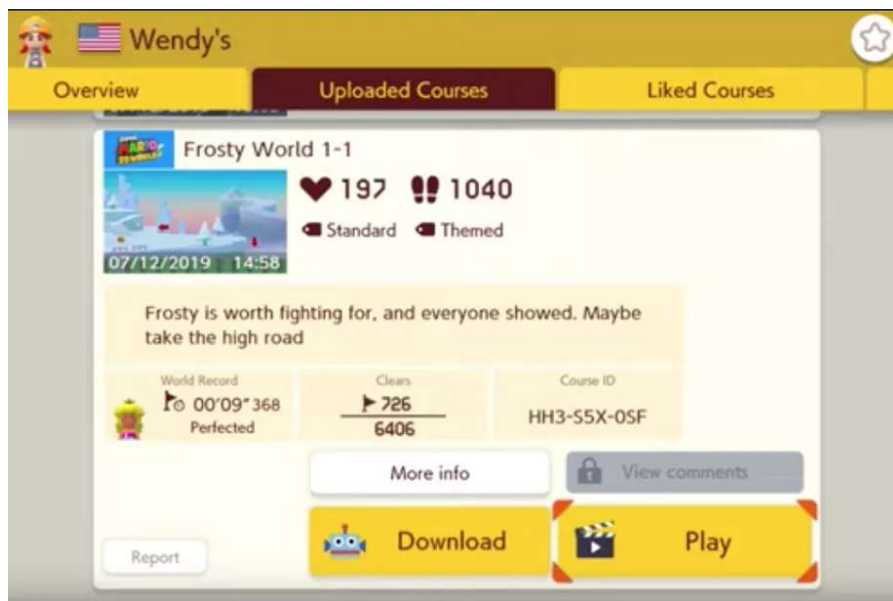 Wendy's
Overview
Uploaded Courses
Liked Courses
Frosty World 1-1
197 1040
Standard Themed
07/12/2019 14:58
Frosty is worth fighting for, and everyone showed. Maybe
take the high road
World Record
00'09"368
Perfected
Clears
726
6406
Course ID
HH3-S5X-0SF
More info
View comments
Report
Download
Play